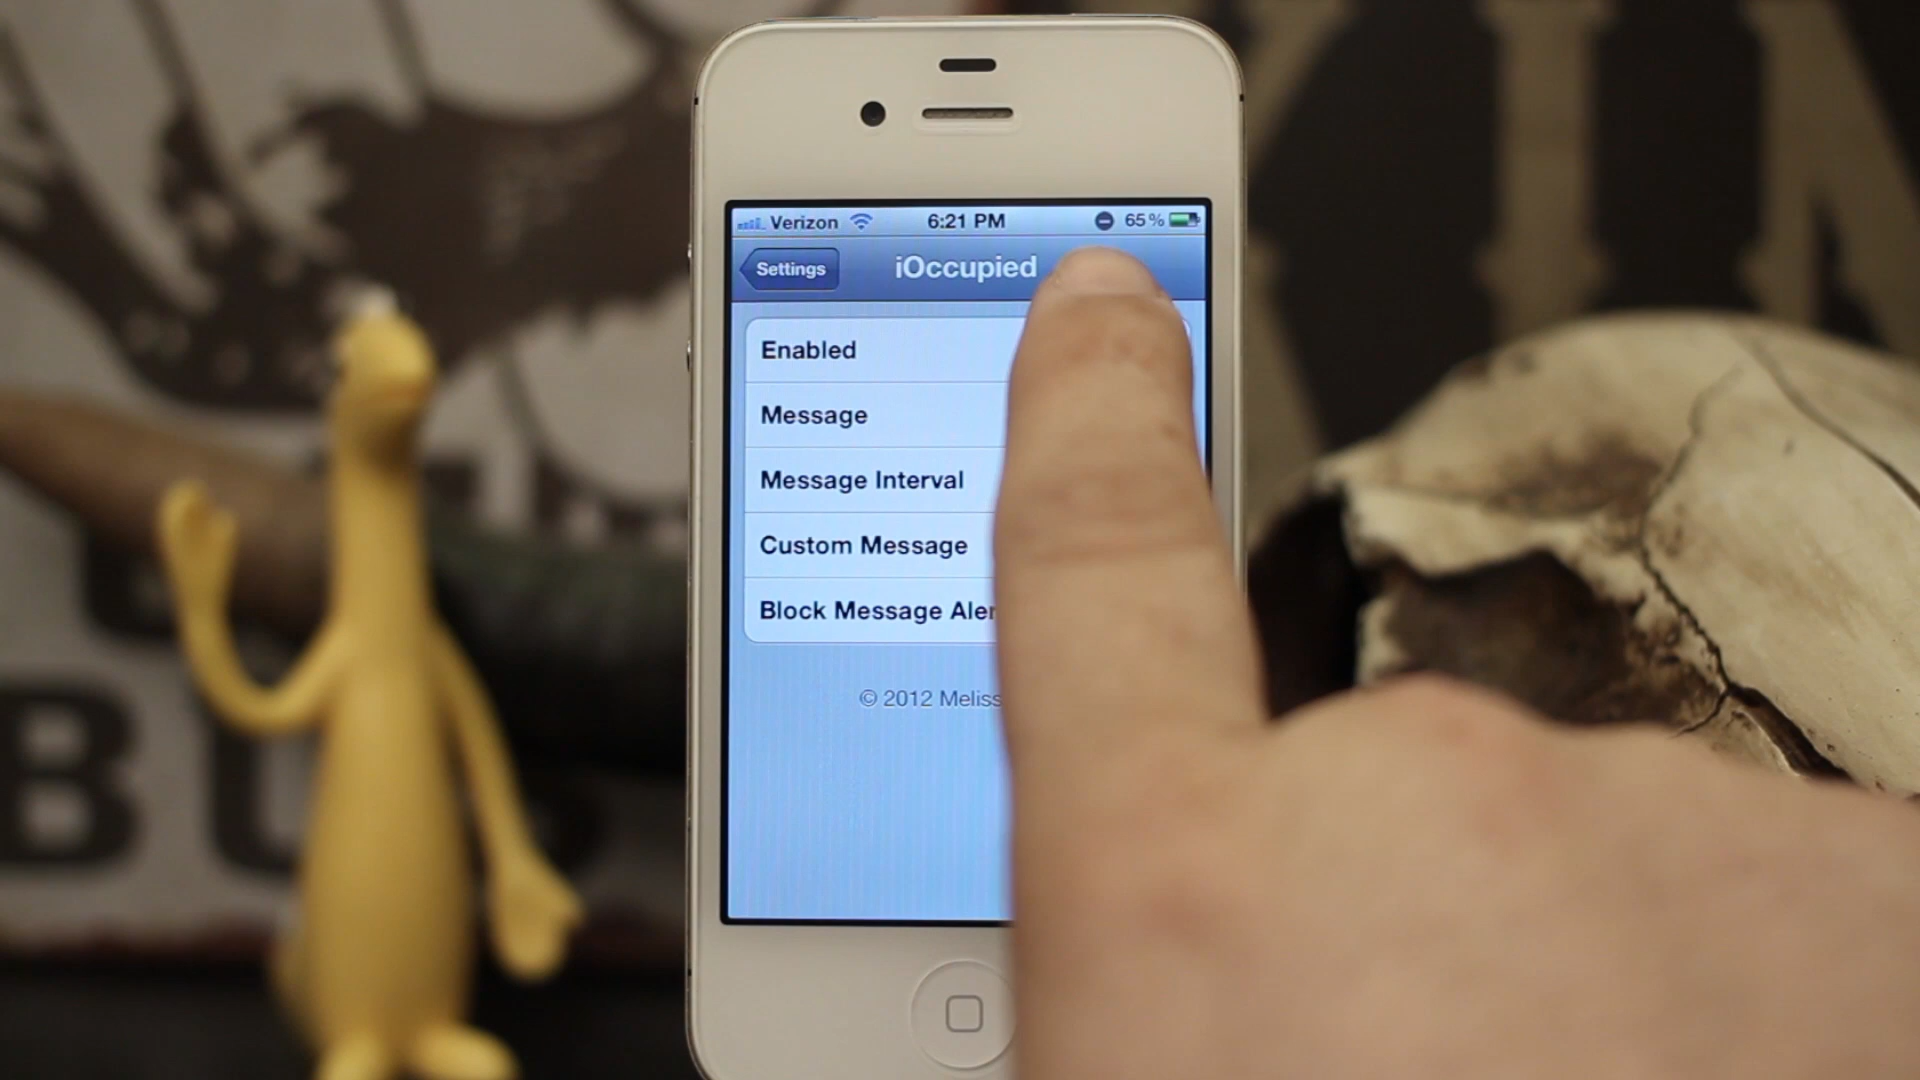 Verizon 6:21 PM 65%
Settings iOccupied
Enabled
Message
Message Interval
Custom Message
Block Message Aler
© 2012 Meliss